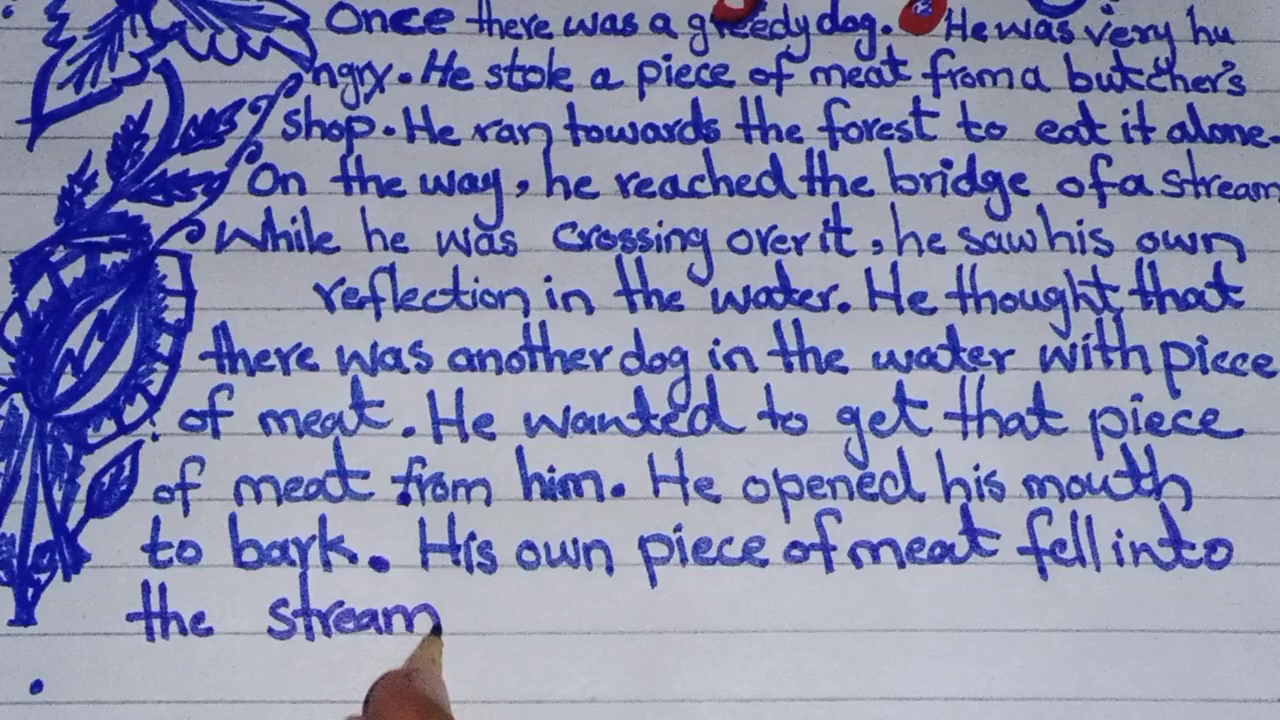 Once there was a greedy dog. He was very hu
ngry. He stole a piece of meat from a butcher's
shop. He ran towards the forest to eat it alone.
On the way, he reached the bridge of a stream
While he was crossing over it, he saw his own
reflection in the water. He thought that
there was another dog in the water with piece
of meat. He wanted to get that piece
of meat from him. He opened his mouth
to bark. His own piece of meat fell into
the stream